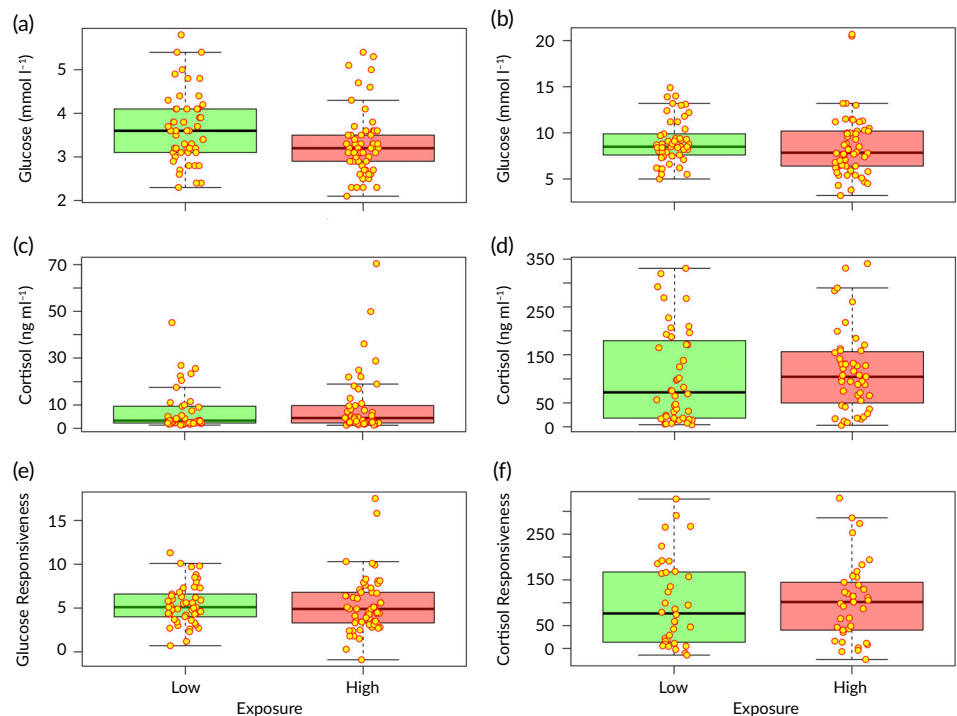 (a)
Glucose (mmol l⁻¹)
5
4
3
2
(b)
Glucose (mmol l⁻¹)
20
15
10
5
(c)
Cortisol (ng ml⁻¹)
70
50
30
10
0
(d)
Cortisol (ng ml⁻¹)
350
250
150
50
0
(e)
Glucose Responsiveness
15
10
5
0
Low
High
Exposure
(f)
Cortisol Responsiveness
250
150
50
0
Low
High
Exposure